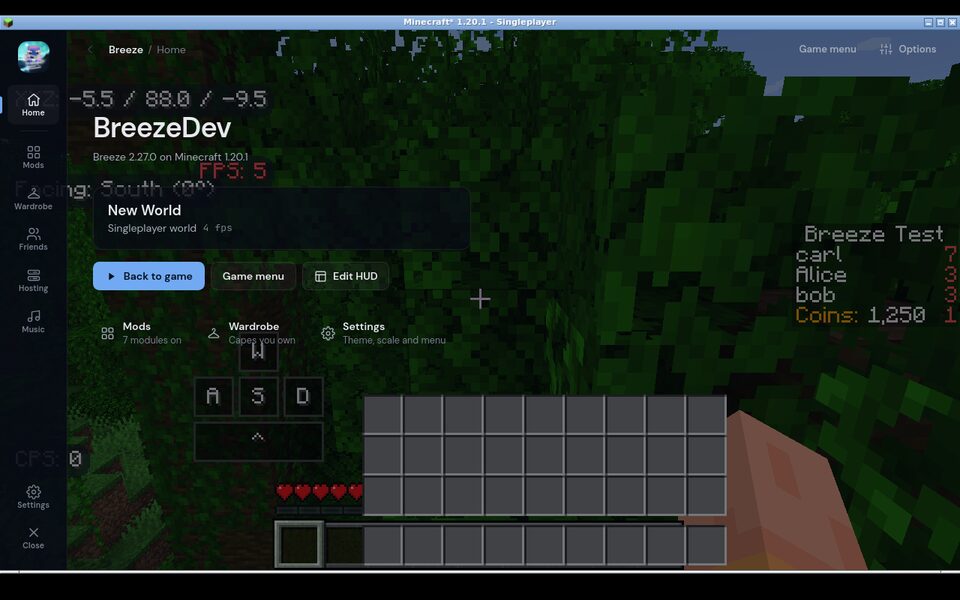 Minecraft* 1.20.1 - Singleplayer
Breeze / Home
Game menu
Options
Home
Mods
Wardrobe
Friends
Hosting
Music
Settings
Close
-5.5 / 88.0 / -9.5
BreezeDev
Breeze 2.27.0 on Minecraft 1.20.1
FPS: 5
Facing: South (0°)
New World
Singleplayer world 4 fps
Back to game
Game menu
Edit HUD
Mods
7 modules on
Wardrobe
Capes you own
Settings
Theme, scale and menu
W
A S D
^
CPS: 0
Breeze Test
carl 7
Alice 3
bob 3
Coins: 1,250 1